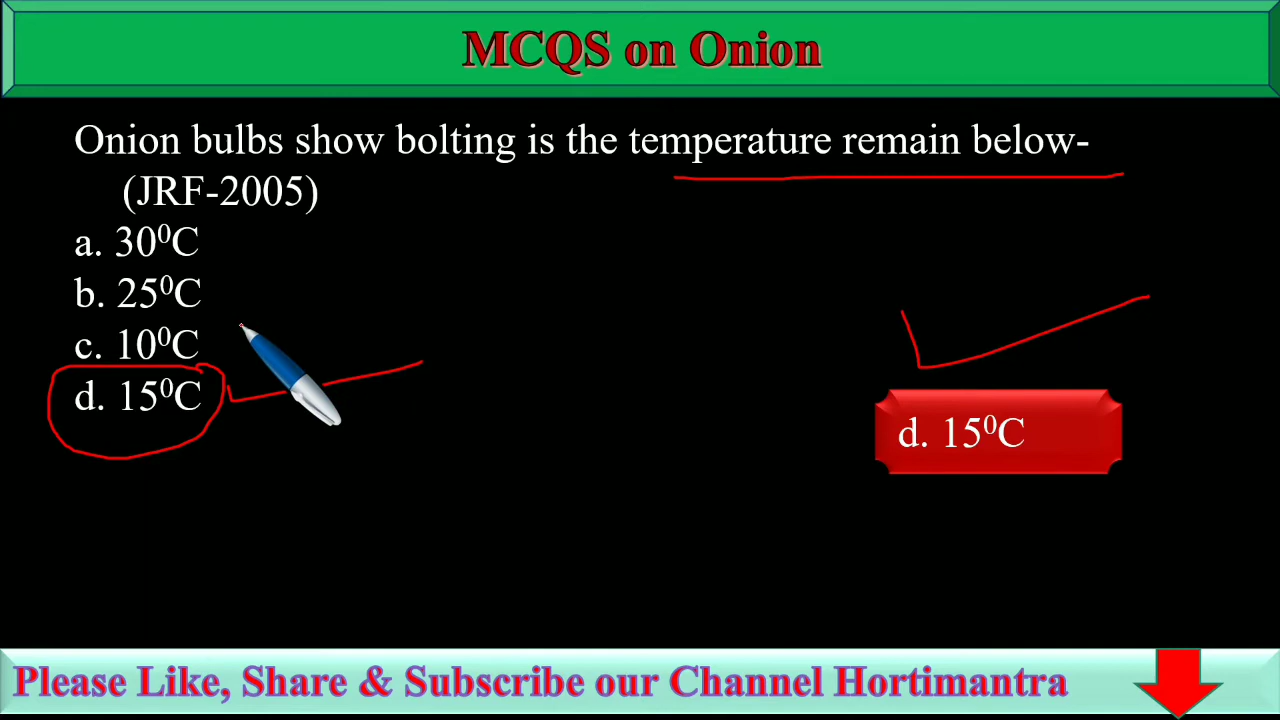 MCQS on Onion
Onion bulbs show bolting is the temperature remain below-
(JRF-2005)
a. 30⁰C
b. 25⁰C
c. 10⁰C
d. 15⁰C
d. 15⁰C
Please Like, Share & Subscribe our Channel Hortimantra